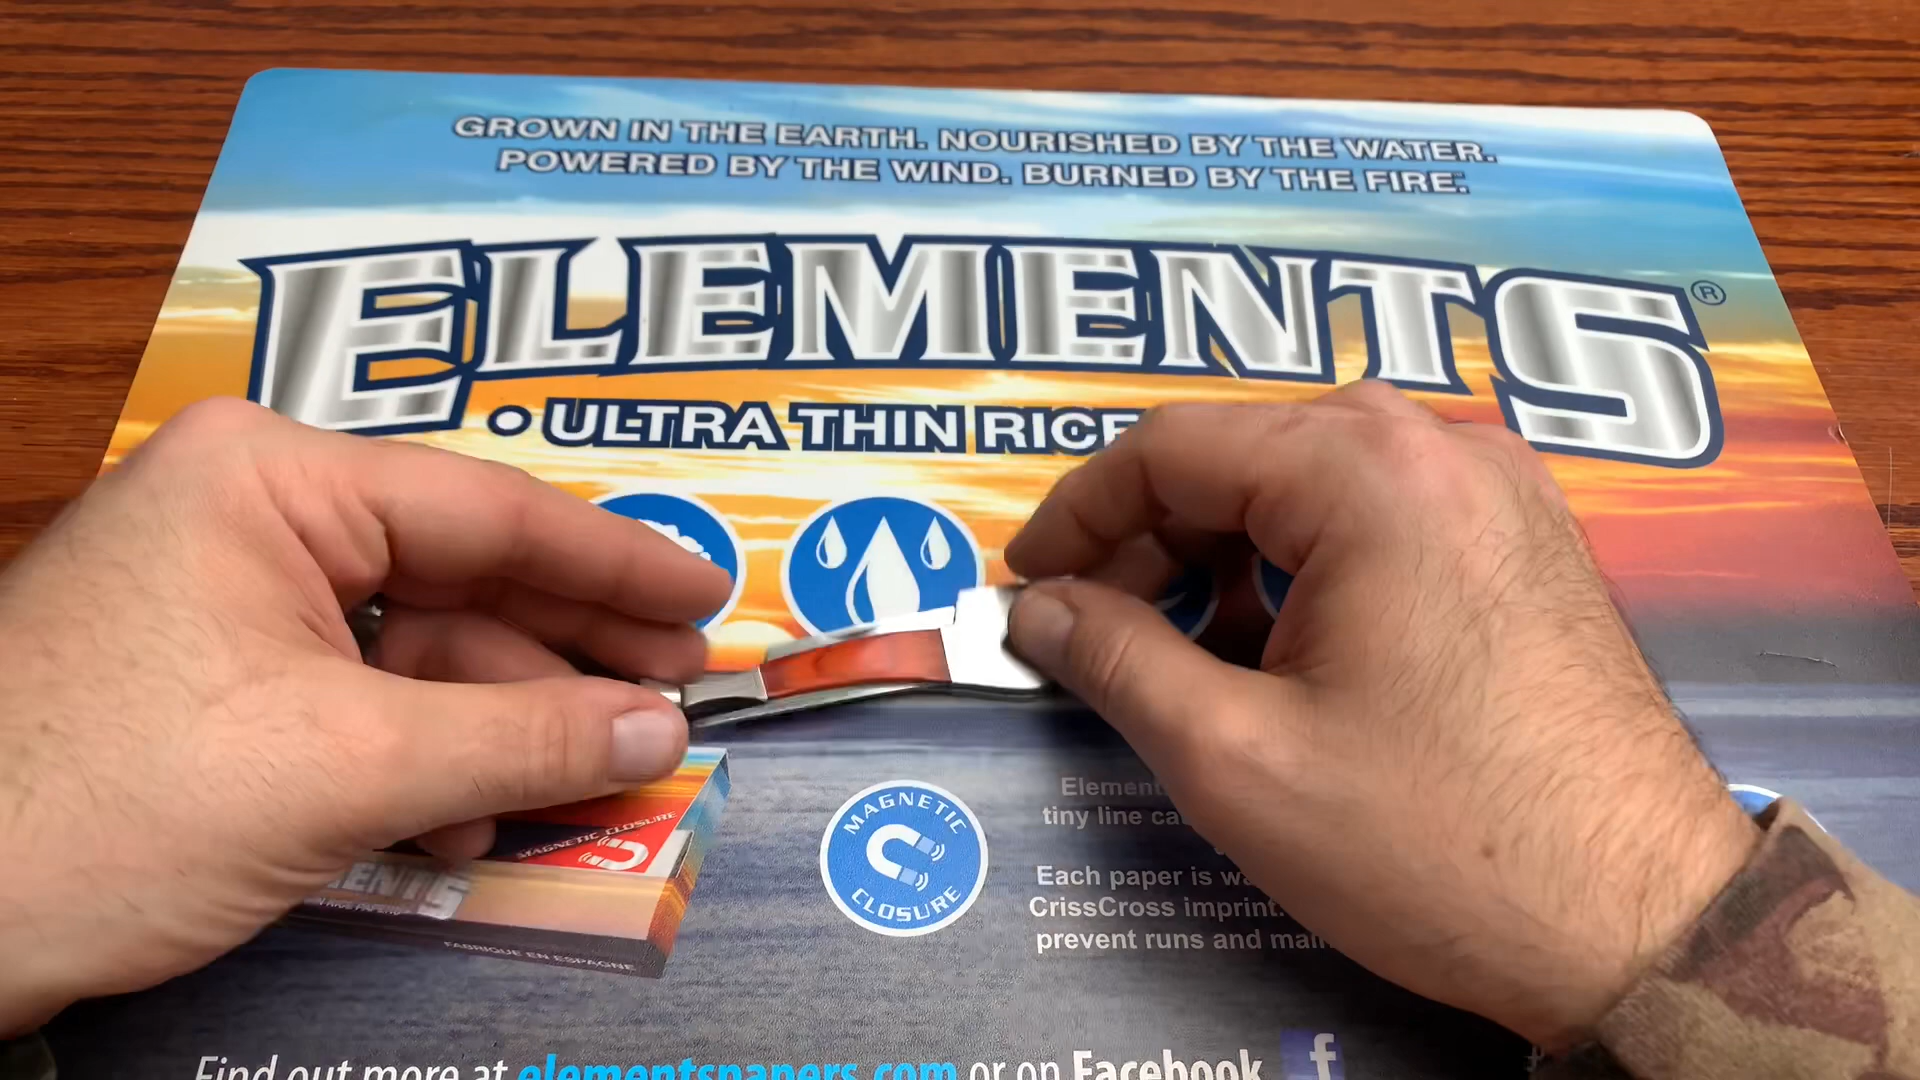 GROWN IN THE EARTH. NOURISHED BY THE WATER.
POWERED BY THE WIND. BURNED BY THE FIRE.
ELEMENTS®
• ULTRA THIN RICE
MAGNETIC CLOSURE
MAGNETIC CLOSURE
FABRIQUE EN ESPAGNE
Element
tiny line
Each paper is
CrissCross imprint.
prevent runs and
Find out more at elementspapers.com or on Facebook f